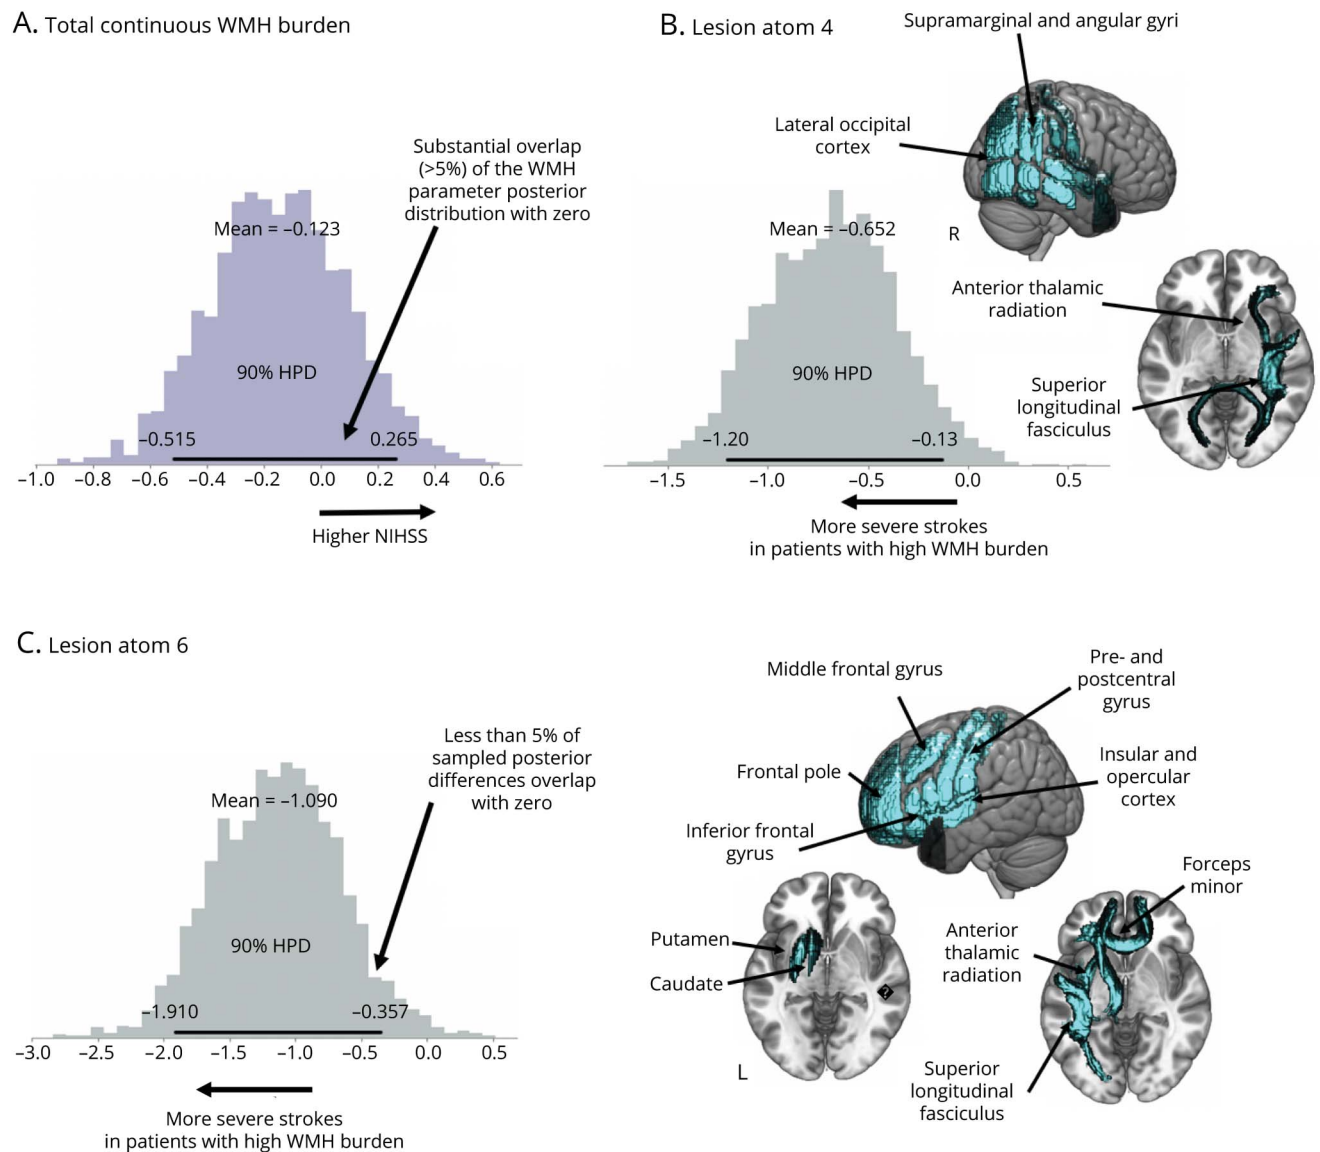 A. Total continuous WMH burden
Substantial overlap
(>5%) of the WMH
parameter posterior
distribution with zero
Mean = –0.123
90% HPD
–0.515
0.265
–1.0 –0.8 –0.6 –0.4 –0.2 0.0 0.2 0.4 0.6
Higher NIHSS
B. Lesion atom 4
Supramarginal and angular gyri
Lateral occipital
cortex
Mean = –0.652
R
Anterior thalamic
radiation
90% HPD
Superior
longitudinal
fasciculus
–1.20
–0.13
–1.5 –1.0 –0.5 0.0 0.5
More severe strokes
in patients with high WMH burden
C. Lesion atom 6
Less than 5% of
sampled posterior
differences overlap
with zero
Mean = –1.090
90% HPD
–1.910
–0.357
–3.0 –2.5 –2.0 –1.5 –1.0 –0.5 0.0 0.5
More severe strokes
in patients with high WMH burden
Middle frontal gyrus
Pre- and
postcentral
gyrus
Frontal pole
Insular and
opercular
cortex
Inferior frontal
gyrus
Forceps
minor
Putamen
Caudate
Anterior
thalamic
radiation
?
L
Superior
longitudinal
fasciculus